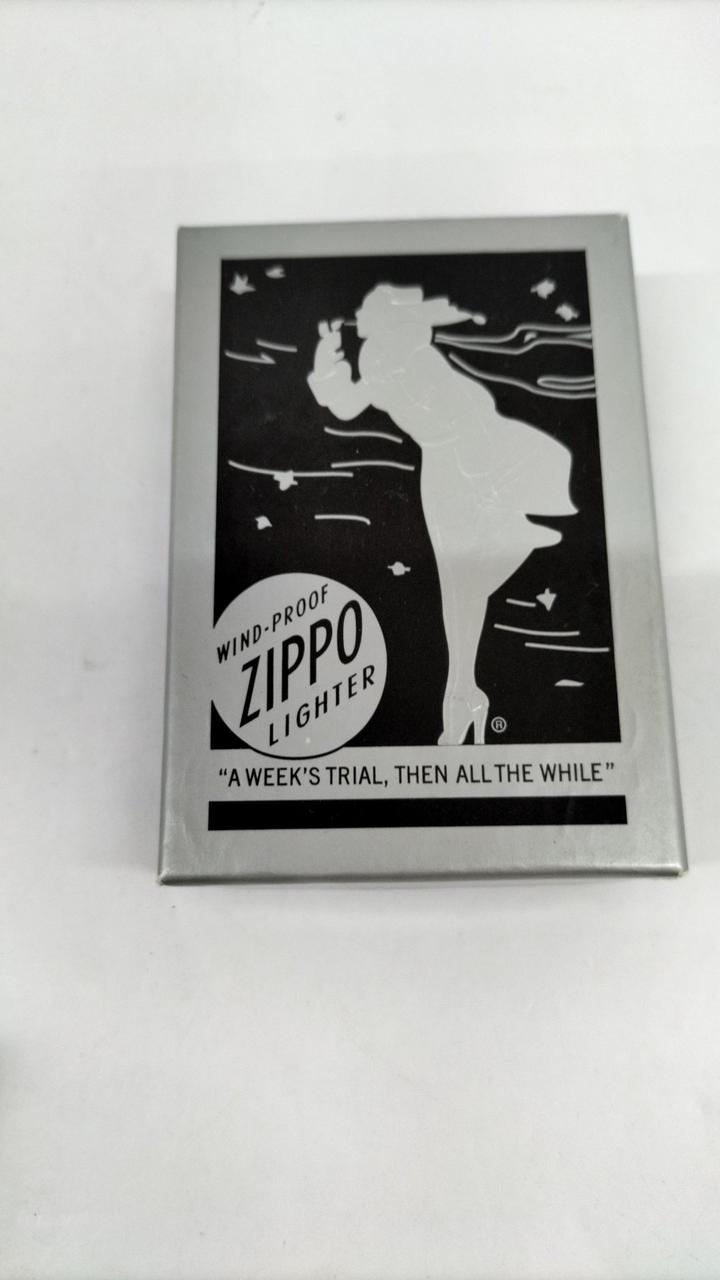 WIND-PROOF
ZIPPO
LIGHTER
®
“A WEEK’S TRIAL, THEN ALL THE WHILE”